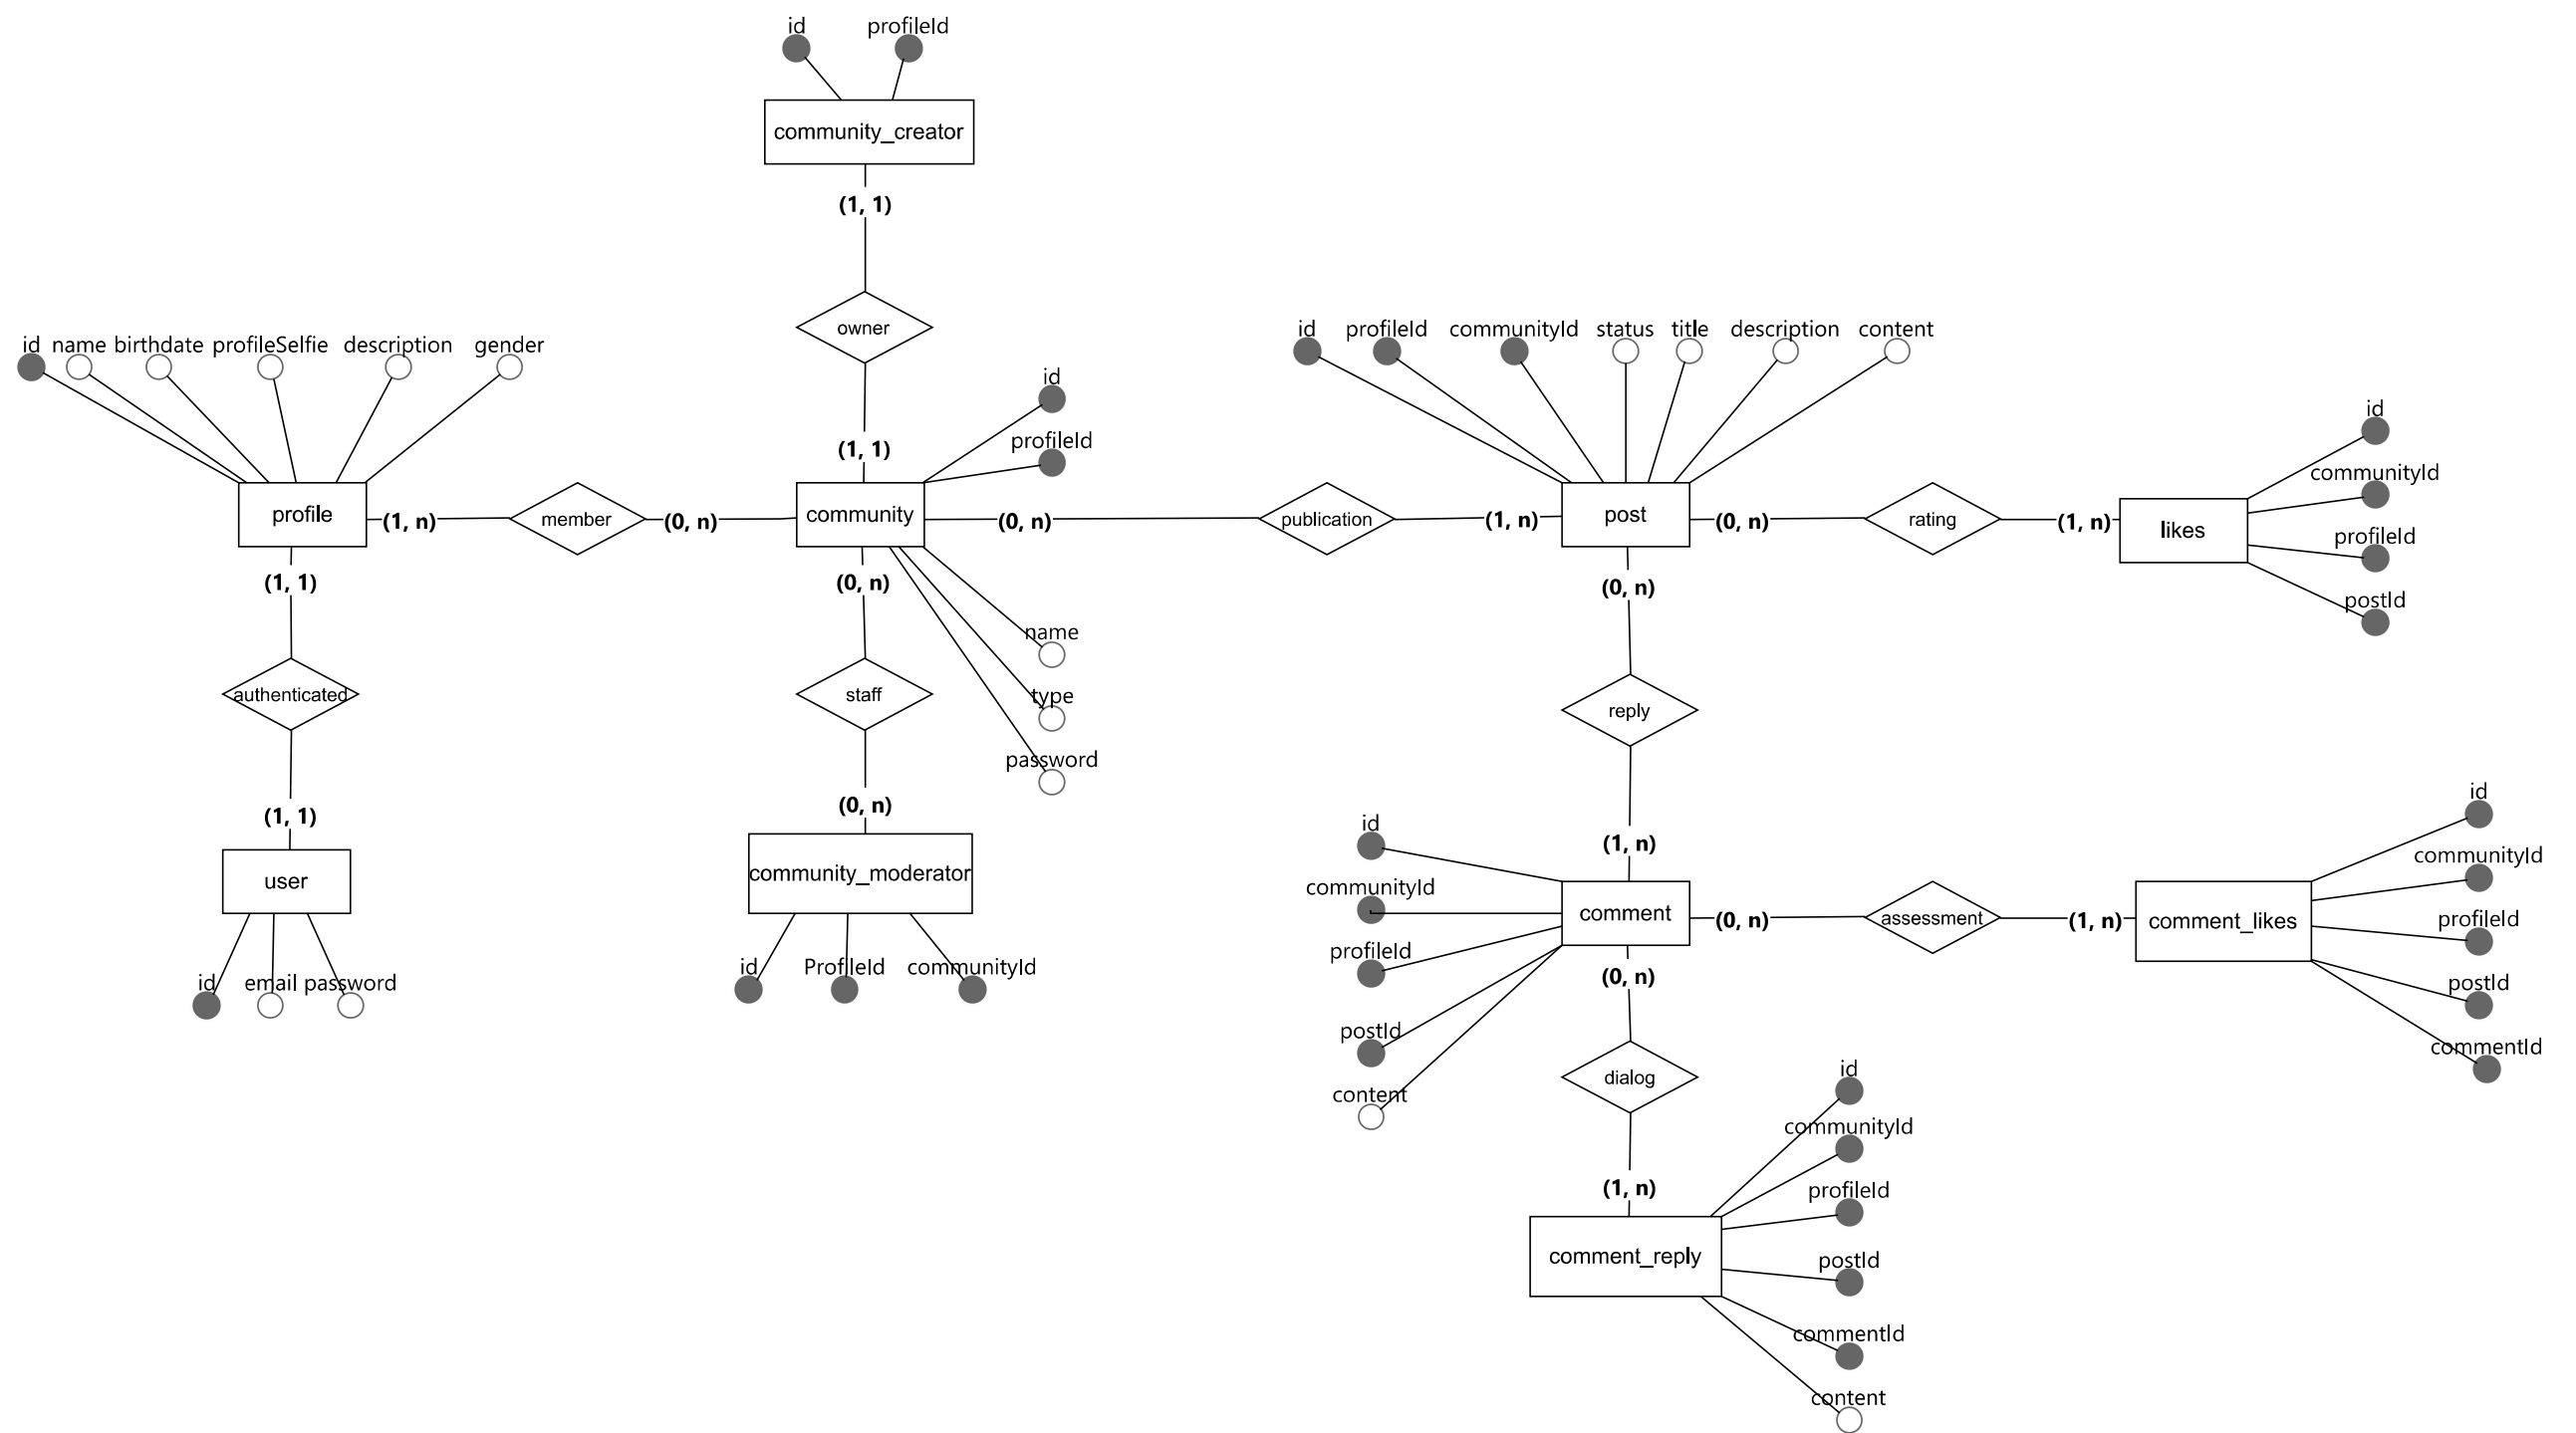 id profileId
community_creator
(1, 1)
owner
(1, 1)
id name birthdate profileSelfie description gender
profile
(1, n)
member
(0, n)
community
id
profileId
(0, n)
publication
(1, n)
id profileId communityId status title description content
post
(0, n)
rating
(1, n)
likes
id
communityId
profileId
postId
(1, 1)
authenticated
(1, 1)
user
id email password
(0, n)
staff
(0, n)
community_moderator
id ProfileId communityId
name
type
password
(0, n)
reply
(1, n)
id
communityId
profileId
postId
content
comment
(0, n)
assessment
(1, n)
comment_likes
id
communityId
profileId
postId
commentId
(0, n)
dialog
(1, n)
comment_reply
id
communityId
profileId
postId
commentId
content